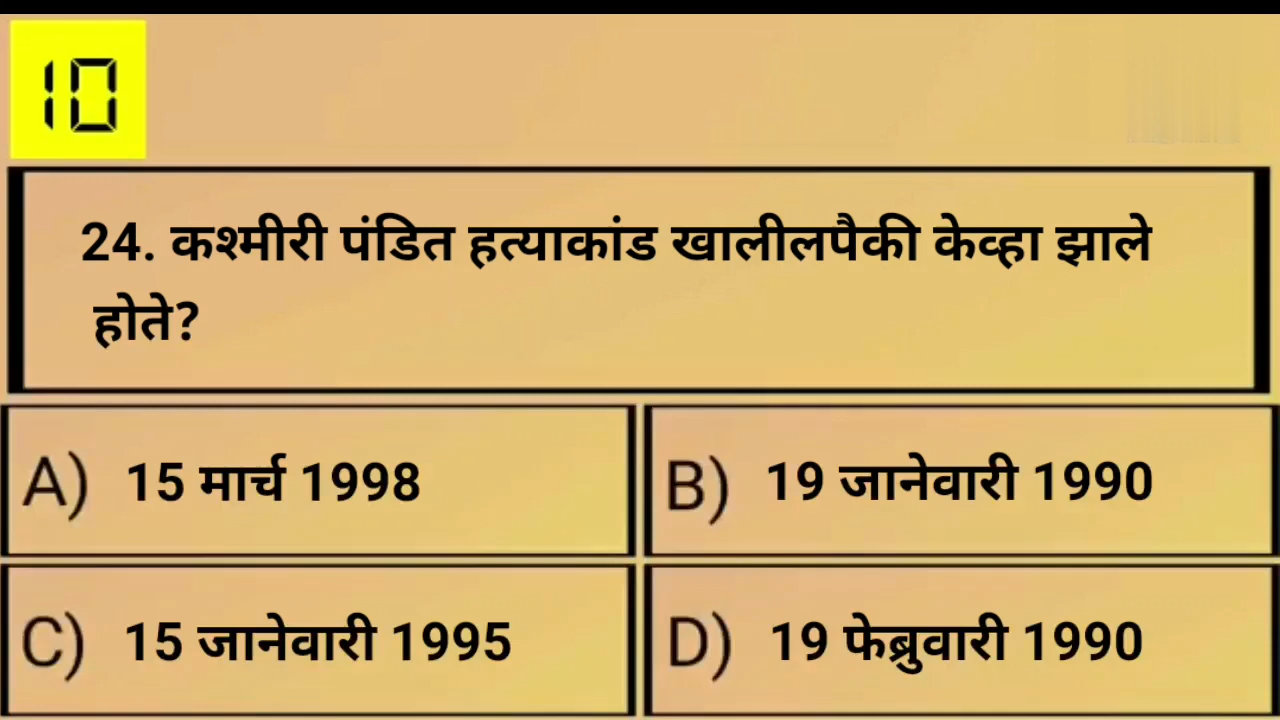 10
24. कश्मीरी पंडित हत्याकांड खालीलपैकी केव्हा झाले
होते?
A) 15 मार्च 1998
B) 19 जानेवारी 1990
C) 15 जानेवारी 1995
D) 19 फेब्रुवारी 1990